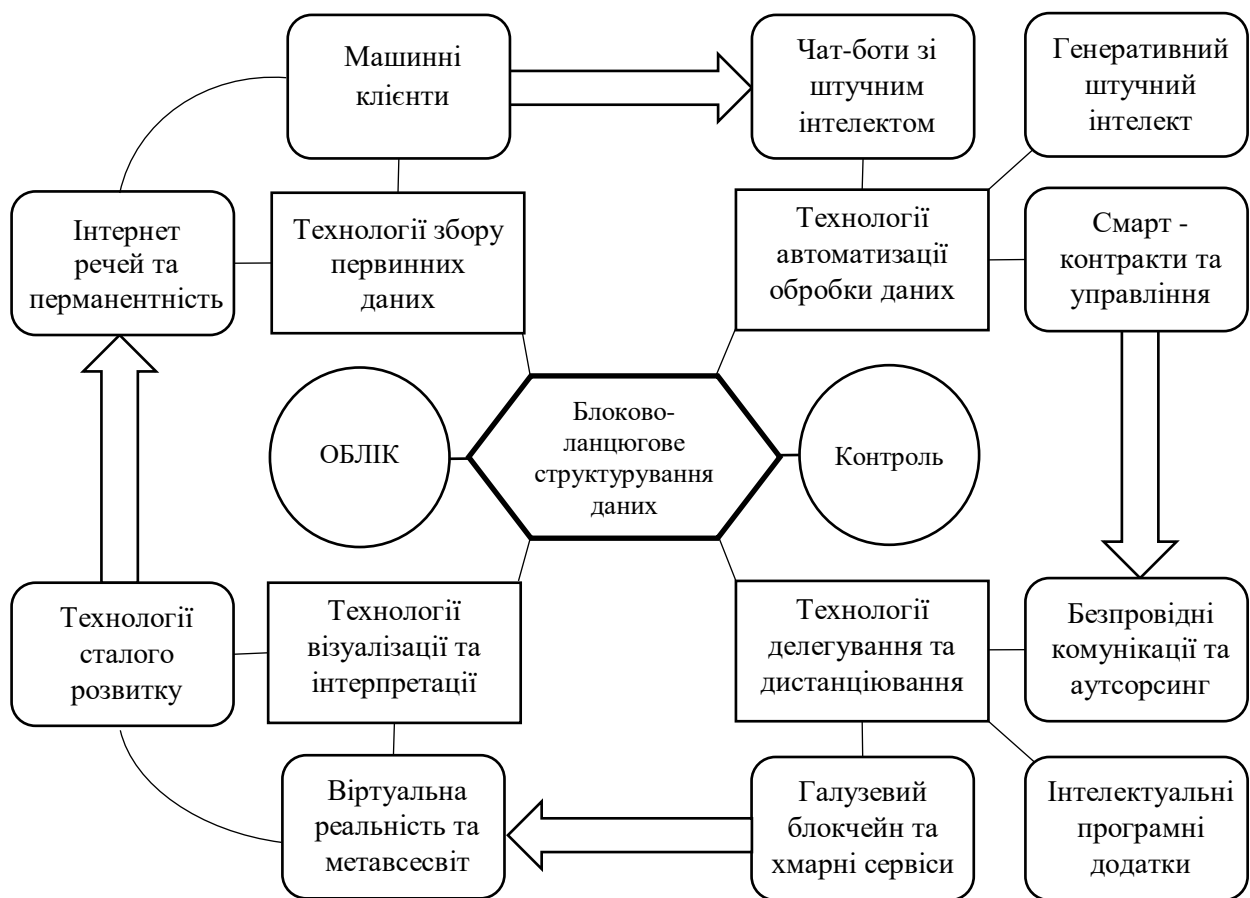 Машинні
клієнти
Чат-боти зі
штучним
інтелектом
Генеративний
штучний
інтелект
Інтернет
речей та
перманентність
Технології збору
первинних
даних
Технології
автоматизації
обробки даних
Смарт -
контракти та
управління
ОБЛІК
Блоково-
ланцюгове
структурування
даних
Контроль
Технології
сталого
розвитку
Технології
візуалізації та
інтерпретації
Технології
делегування та
дистанціювання
Безпровідні
комунікації та
аутсорсинг
Віртуальна
реальність та
метавсесвіт
Галузевий
блокчейн та
хмарні сервіси
Інтелектуальні
програмні
додатки